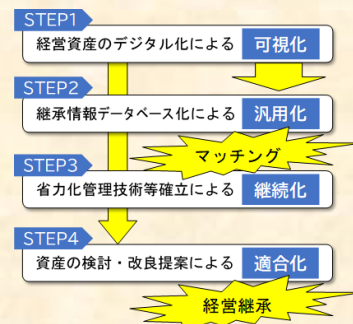 STEP1
経営資産のデジタル化による 可視化
STEP2
継承情報データベース化による 汎用化
マッチング
STEP3
省力化管理技術等確立による 継続化
STEP4
資産の検討・改良提案による 適合化
経営継承